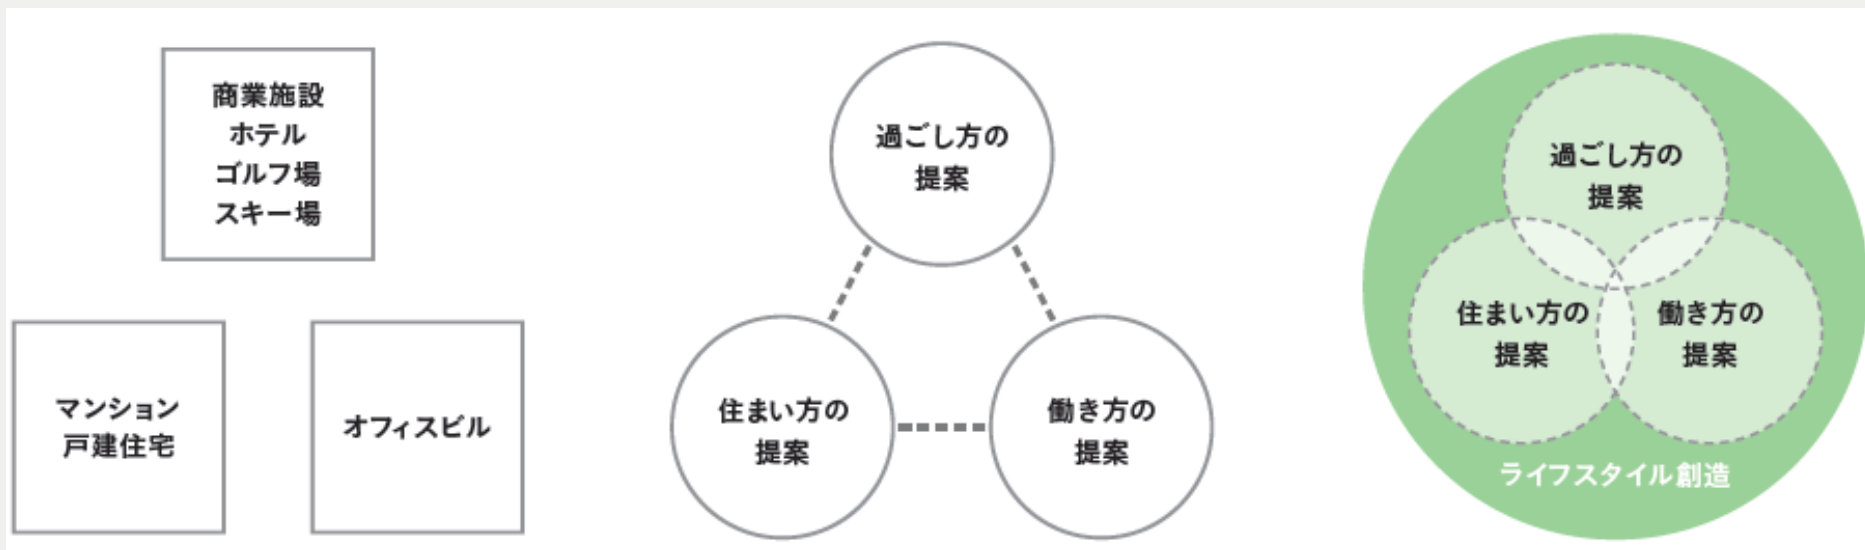 商業施設
ホテル
ゴルフ場
スキー場
マンション
戸建住宅
オフィスビル
過ごし方の
提案
住まい方の
提案
働き方の
提案
過ごし方の
提案
住まい方の
提案
働き方の
提案
ライフスタイル創造